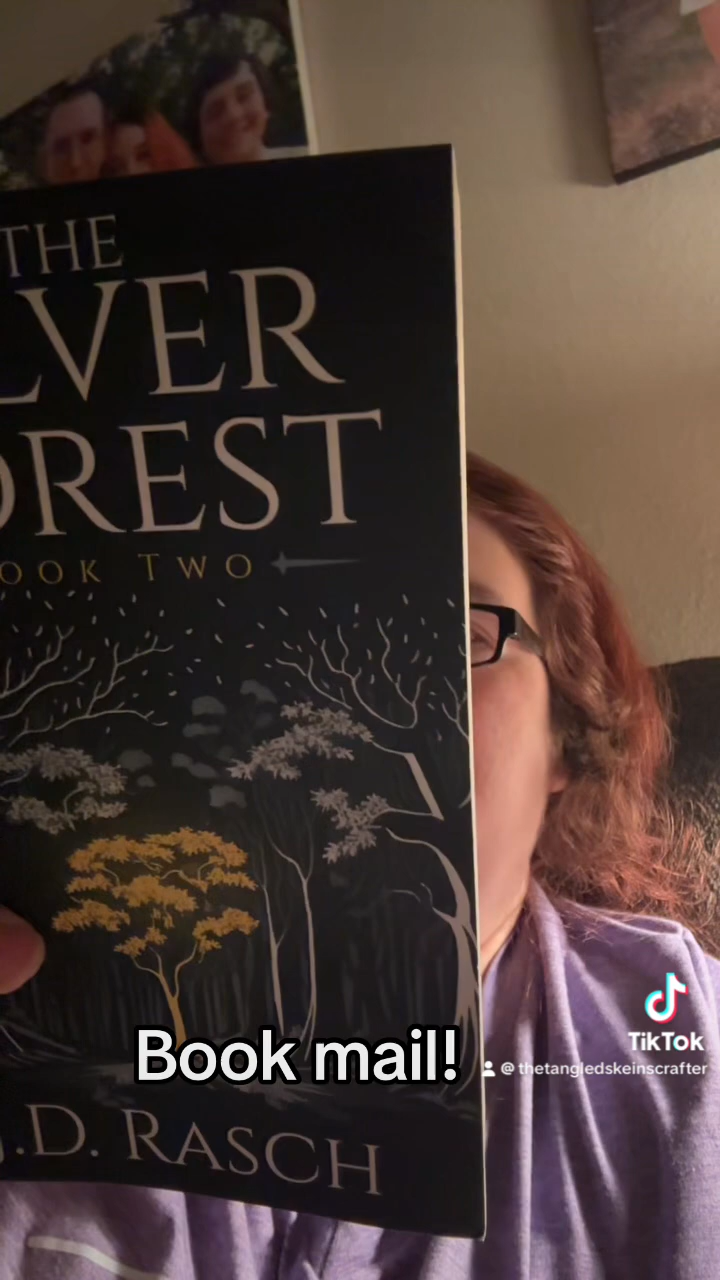 THE
LVER
OREST
OOK TWO
Book mail!
TikTok
@ thetangledskeinscrafter
.D. RASCH